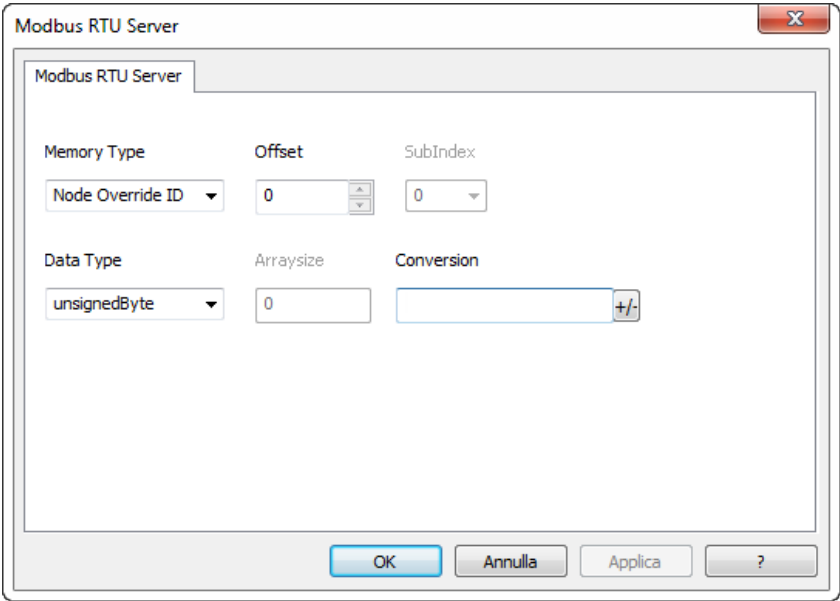 Modbus RTU Server
Modbus RTU Server
Memory Type Offset SubIndex
Node Override ID 0 0
Data Type Arraysize Conversion
unsignedByte 0 +/-
OK Annulla Applica ?